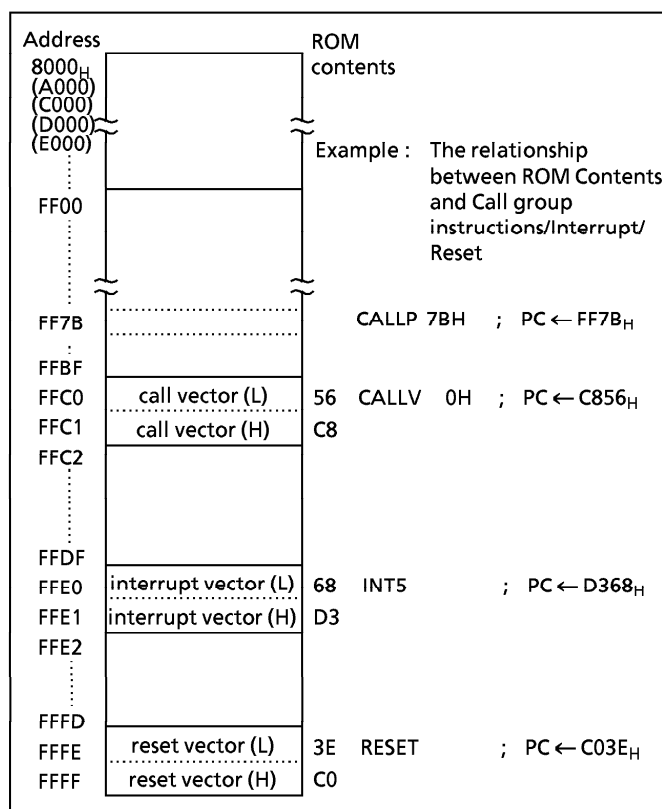 Address ROM
8000H contents
(A000)
(C000)
(D000)
(E000) Example : The relationship
between ROM Contents
and Call group
instructions/Interrupt/
Reset
FF00
FF7B CALLP 7BH ; PC ← FF7BH
FFBF
FFC0 call vector (L) 56 CALLV 0H ; PC ← C856H
FFC1 call vector (H) C8
FFC2
FFDF
FFE0 interrupt vector (L) 68 INT5 ; PC ← D368H
FFE1 interrupt vector (H) D3
FFE2
FFFD
FFFE reset vector (L) 3E RESET ; PC ← C03EH
FFFF reset vector (H) C0